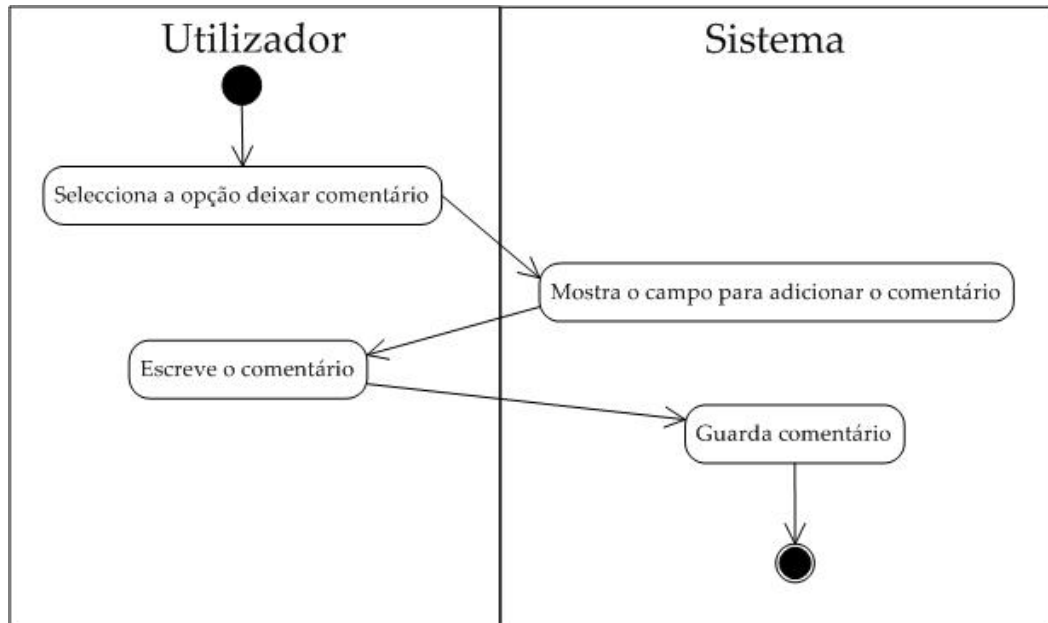 Utilizador
Sistema
Selecciona a opção deixar comentário
Mostra o campo para adicionar o comentário
Escreve o comentário
Guarda comentário